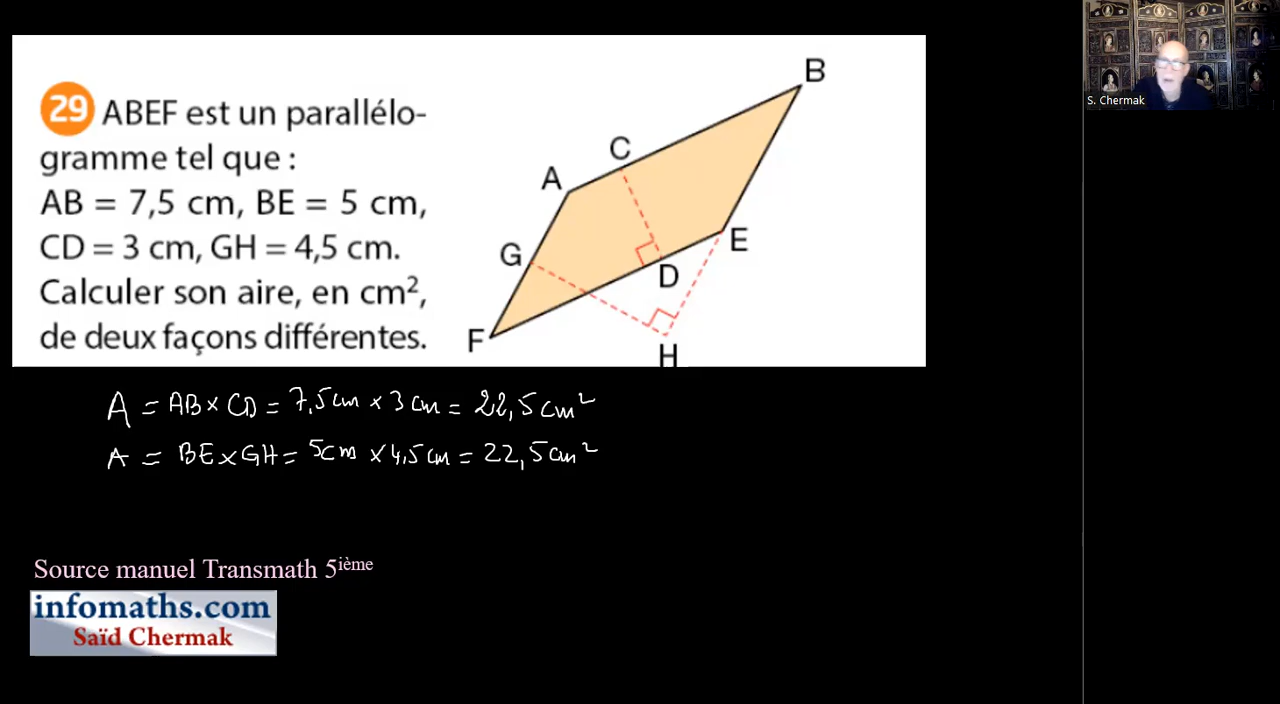 29 ABEF est un parallélo-
gramme tel que :
AB = 7,5 cm, BE = 5 cm,
CD = 3 cm, GH = 4,5 cm.
Calculer son aire, en cm²,
de deux façons différentes.
B
C
A
G
E
D
F
H
S. Chermak
A = AB × CD = 7,5 cm × 3 cm = 22,5 cm²
A = BE × GH = 5 cm × 4,5 cm = 22,5 cm²
Source manuel Transmath 5ième
infomaths.com
Saïd Chermak